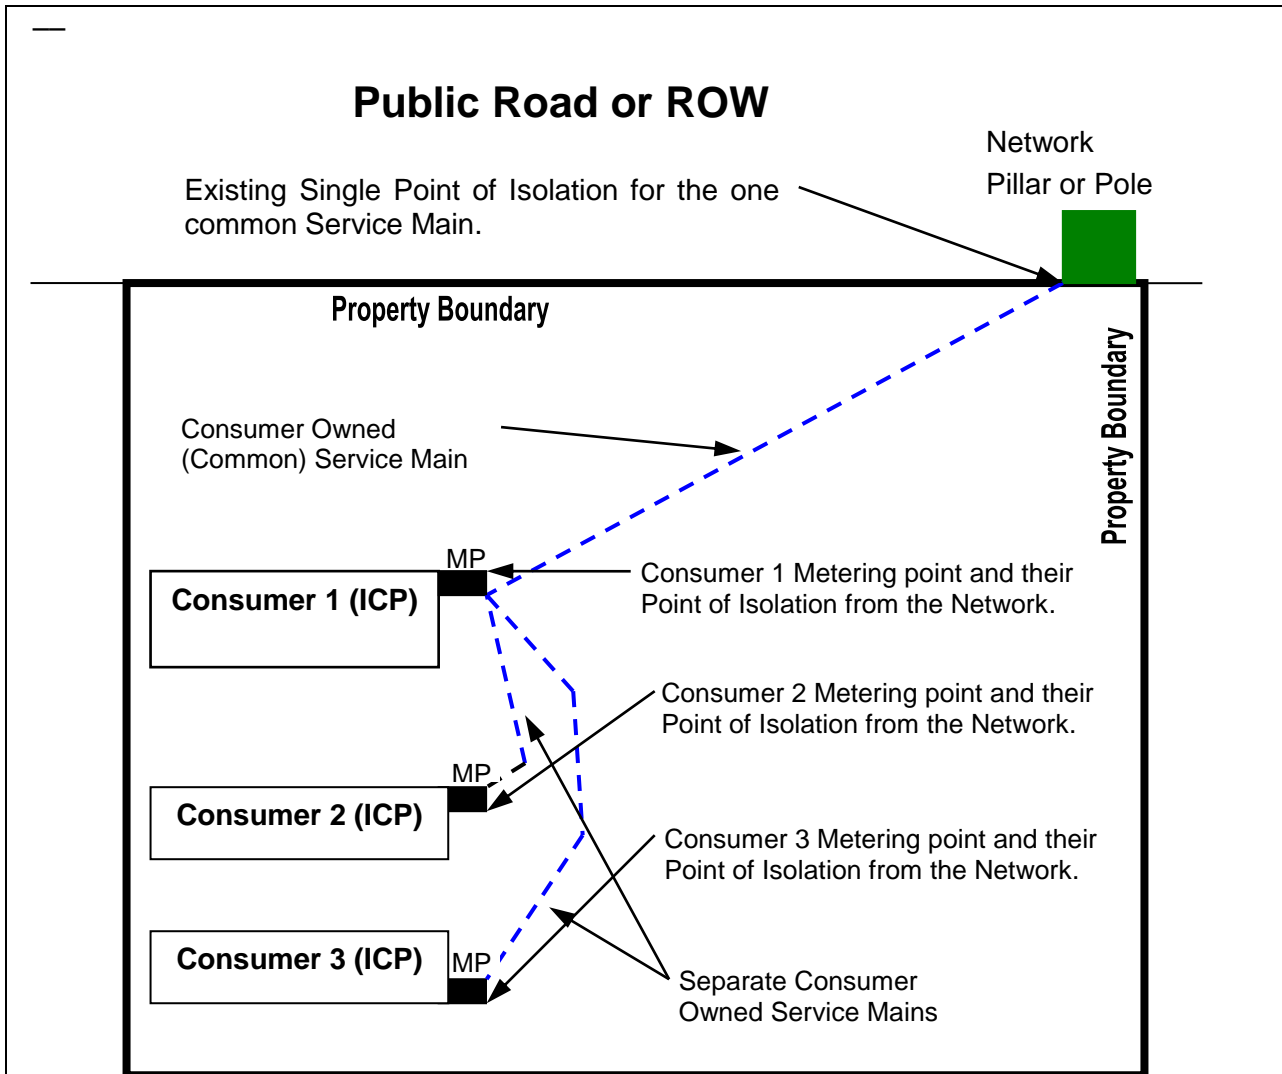 Public Road or ROW
Network
Pillar or Pole
Existing Single Point of Isolation for the one
common Service Main.
Property Boundary
Property Boundary
Consumer Owned
(Common) Service Main
MP
Consumer 1 (ICP)
Consumer 1 Metering point and their
Point of Isolation from the Network.
Consumer 2 Metering point and their
Point of Isolation from the Network.
MP
Consumer 2 (ICP)
Consumer 3 Metering point and their
Point of Isolation from the Network.
Consumer 3 (ICP)
MP
Separate Consumer
Owned Service Mains